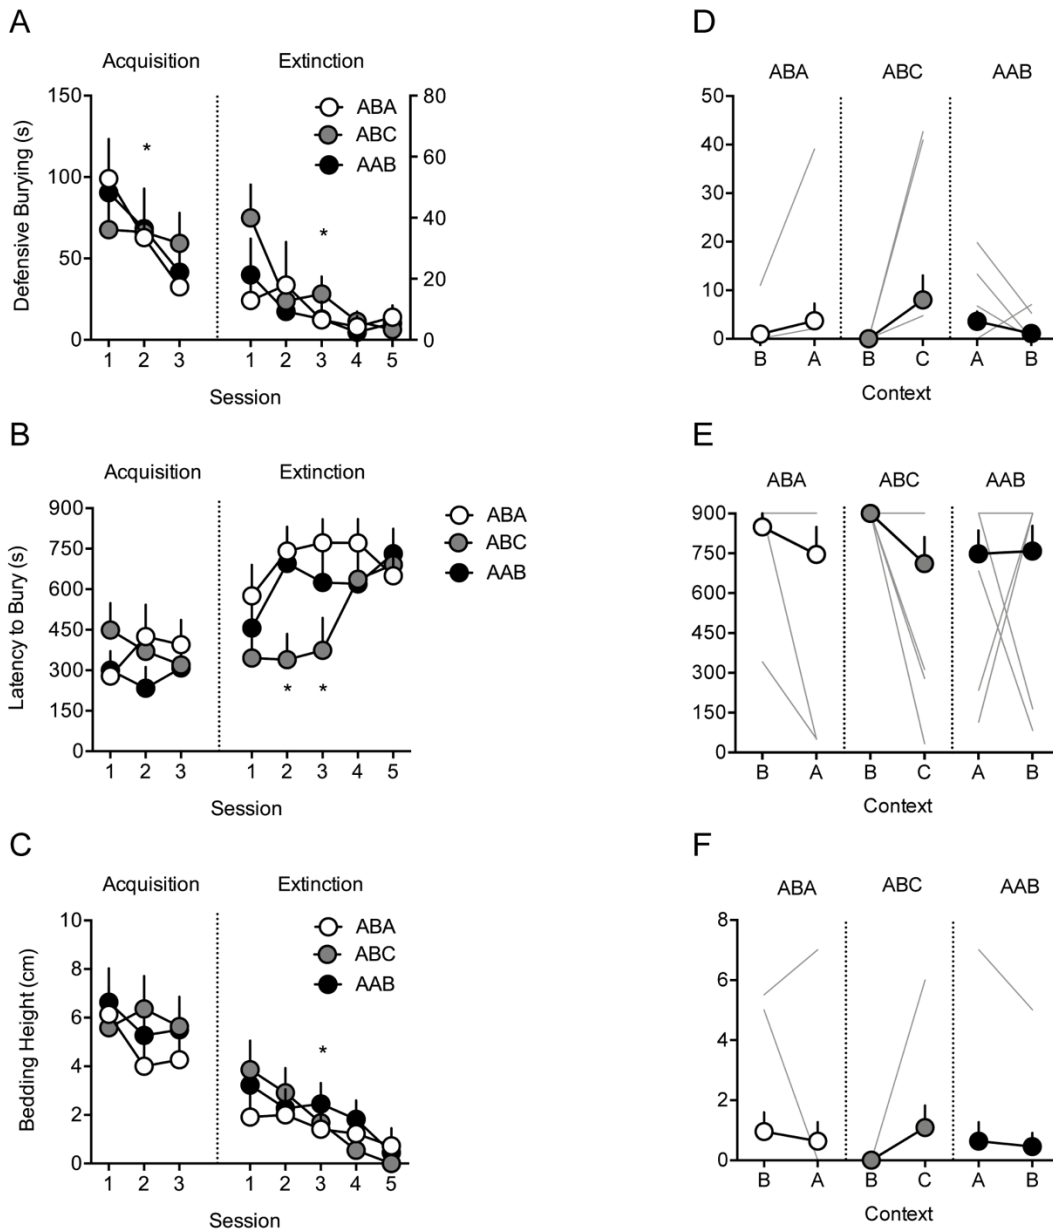 A
Acquisition Extinction
Defensive Burying (s)
150
100
50
0
80
60
40
20
0
ABA
ABC
AAB
*
*
1 2 3 1 2 3 4 5
Session
B
Acquisition Extinction
Latency to Bury (s)
900
750
600
450
300
150
0
ABA
ABC
AAB
* *
1 2 3 1 2 3 4 5
Session
C
Acquisition Extinction
Bedding Height (cm)
10
8
6
4
2
0
ABA
ABC
AAB
*
1 2 3 1 2 3 4 5
Session
D
ABA ABC AAB
50
40
30
20
10
0
B A B C A B
Context
E
ABA ABC AAB
900
750
600
450
300
150
0
B A B C A B
Context
F
ABA ABC AAB
8
6
4
2
0
B A B C A B
Context